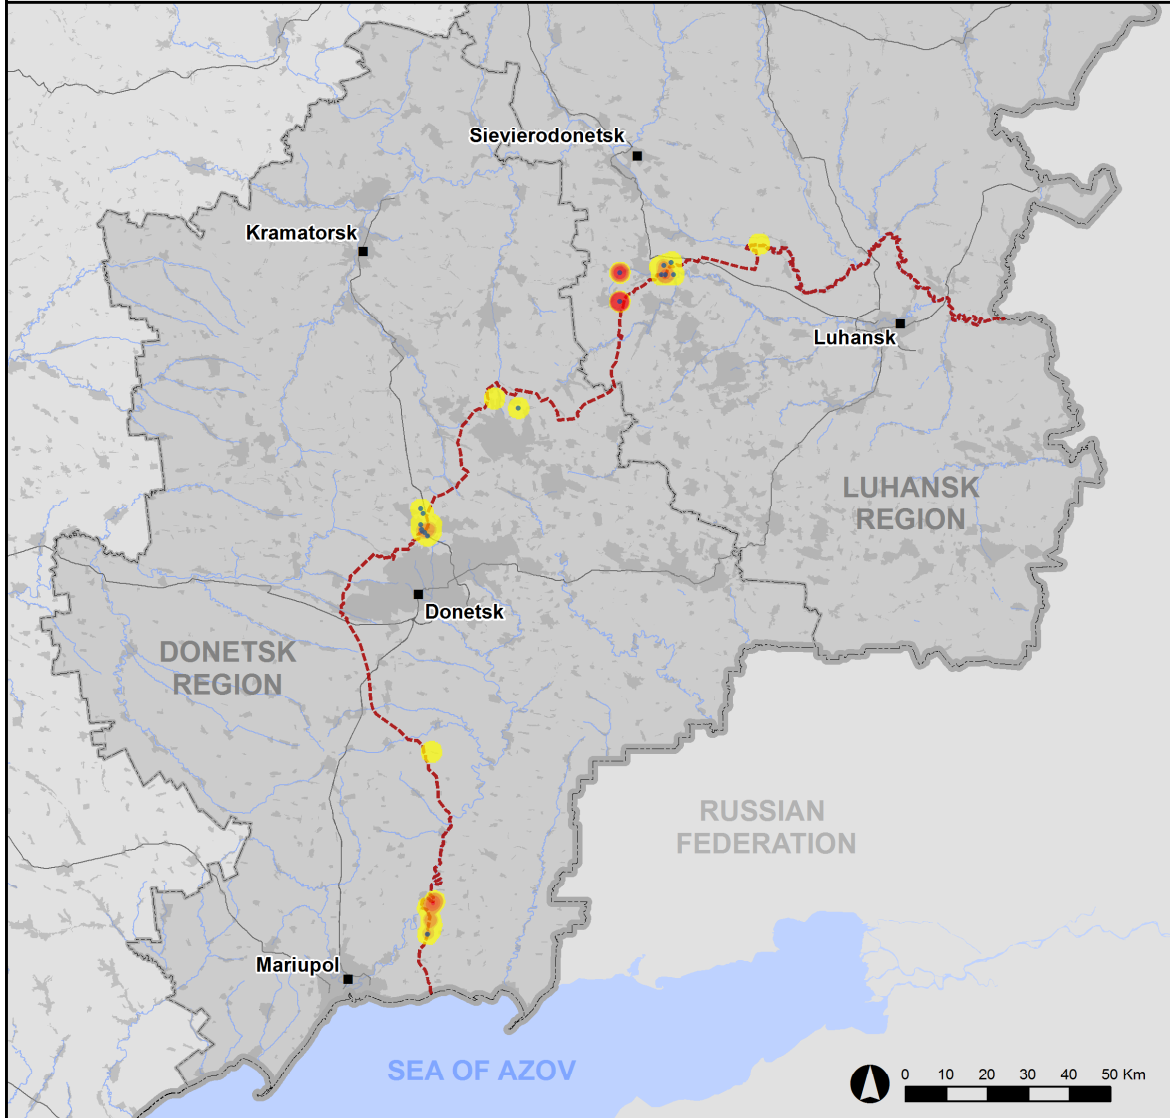 Sievierodonetsk
Kramatorsk
Luhansk
LUHANSK
REGION
Donetsk
DONETSK
REGION
RUSSIAN
FEDERATION
Mariupol
SEA OF AZOV
0 10 20 30 40 50 Km